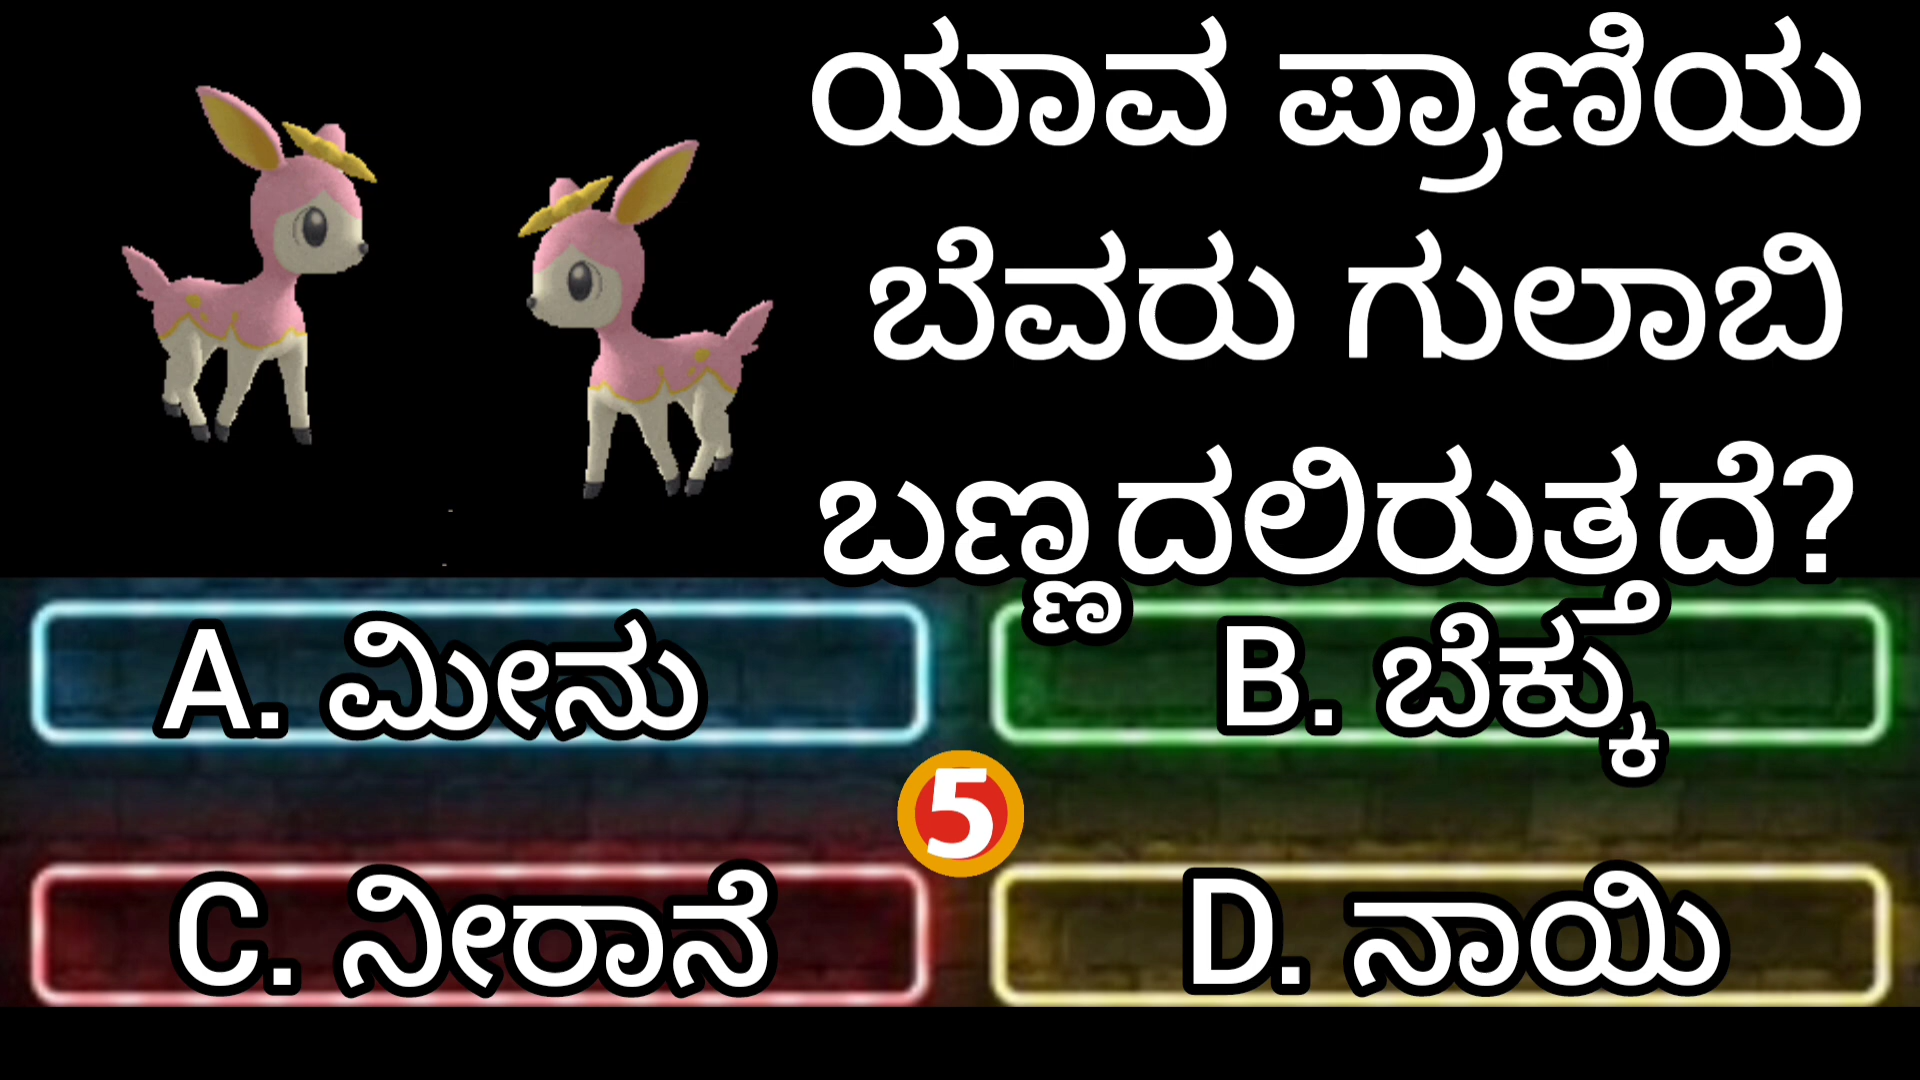 ಯಾವ ಪ್ರಾಣಿಯ
ಬೆವರು ಗುಲಾಬಿ
ಬಣ್ಣದಲಿರುತ್ತದೆ?
A. ಮೀನು
B. ಬೆಕ್ಕು
5
C. ನೀರಾನೆ
D. ನಾಯಿ